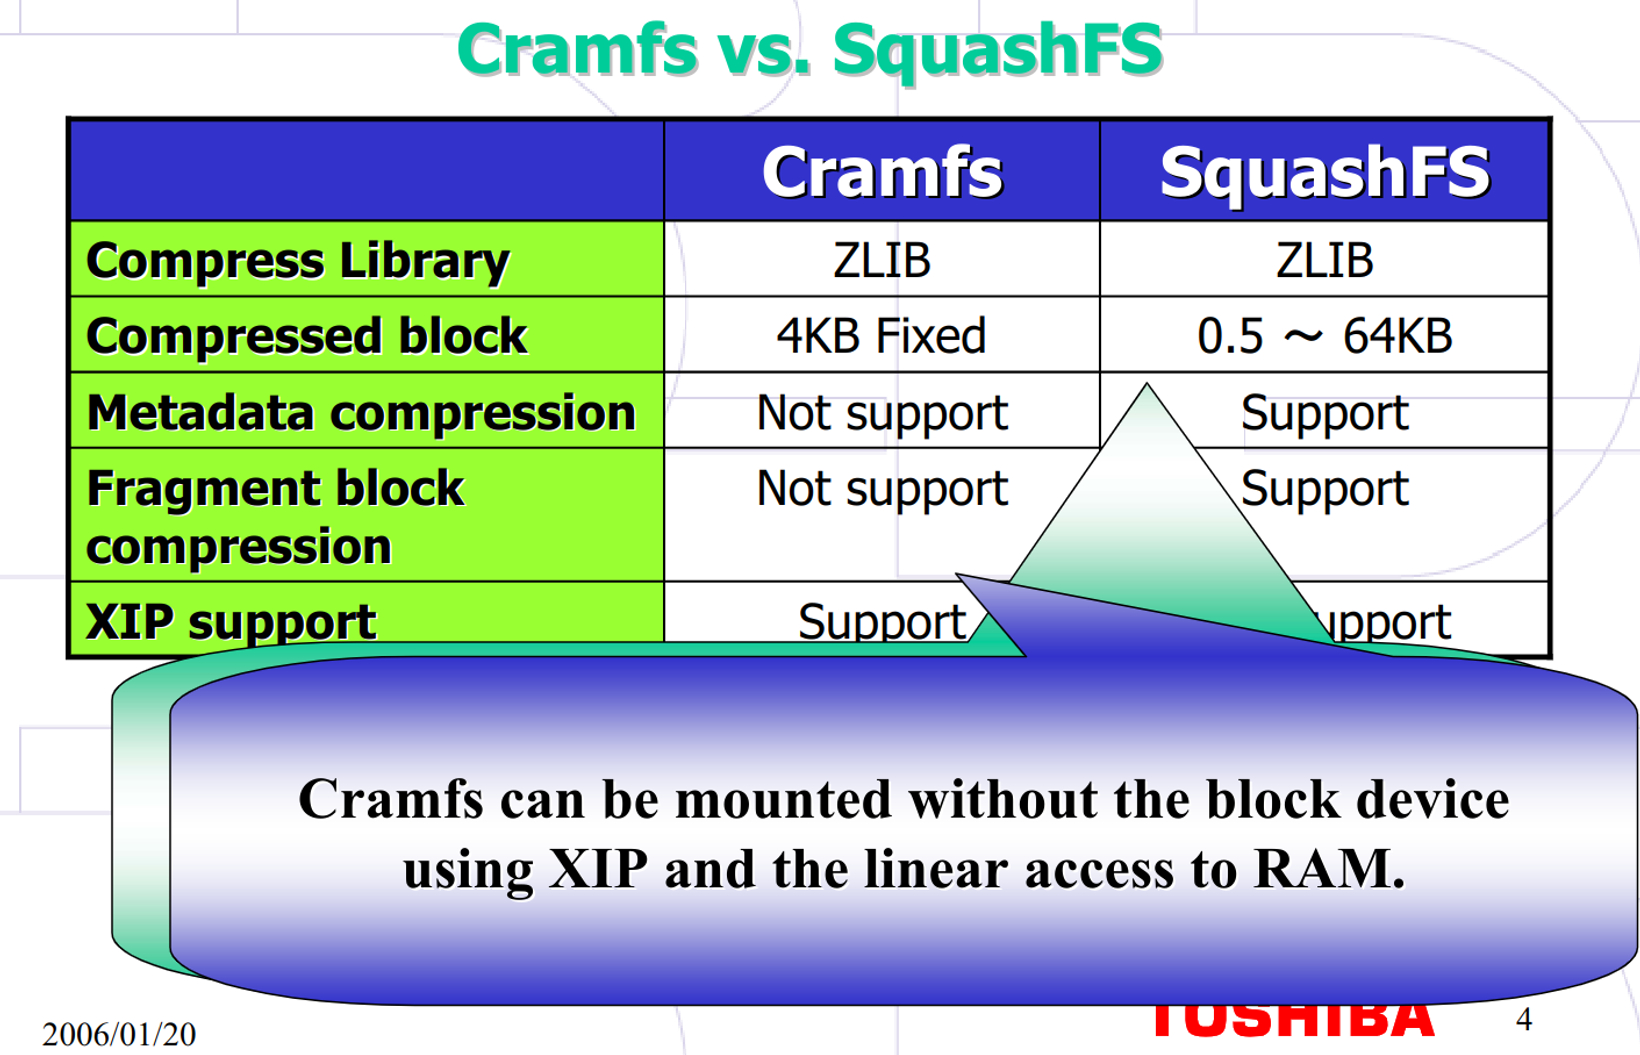 Cramfs vs. SquashFS
Cramfs SquashFS
Compress Library ZLIB ZLIB
Compressed block 4KB Fixed 0.5 ～ 64KB
Metadata compression Not support Support
Fragment block Not support Support
compression
XIP support Support upport
Cramfs can be mounted without the block device
using XIP and the linear access to RAM.
2006/01/20 TOSHIBA 4